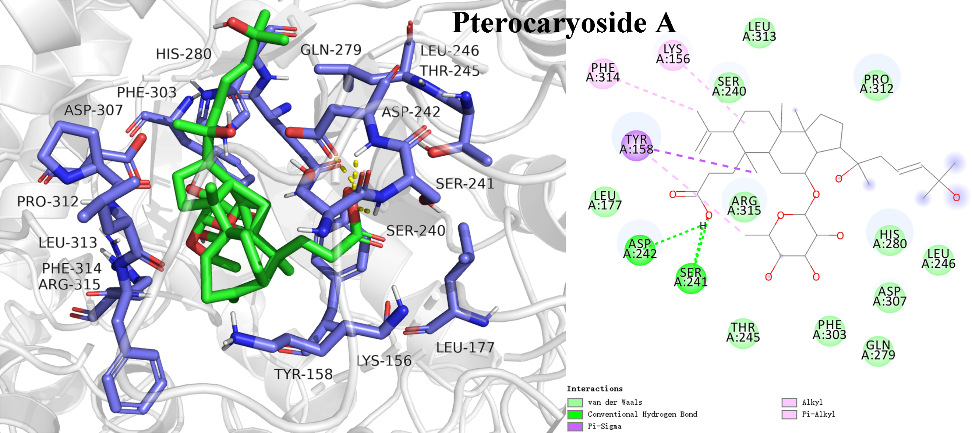 Pterocaryoside A
HIS-280
GLN-279
LEU-246
THR-245
PHE-303
ASP-307
ASP-242
SER-241
PRO-312
SER-240
LEU-313
PHE-314
ARG-315
LEU-177
LYS-156
TYR-158
LEU
A:313
LYS
A:156
PHE
A:314
SER
A:240
PRO
A:312
TYR
A:158
O
LEU
A:177
O
O
H
ARG
A:315
O
O
O
ASP
A:242
SER
A:241
O
O
O
O
HIS
A:280
LEU
A:246
ASP
A:307
THR
A:245
PHE
A:303
GLN
A:279
Interactions
van der Waals
Conventional Hydrogen Bond
Pi-Sigma
Alkyl
Pi-Alkyl